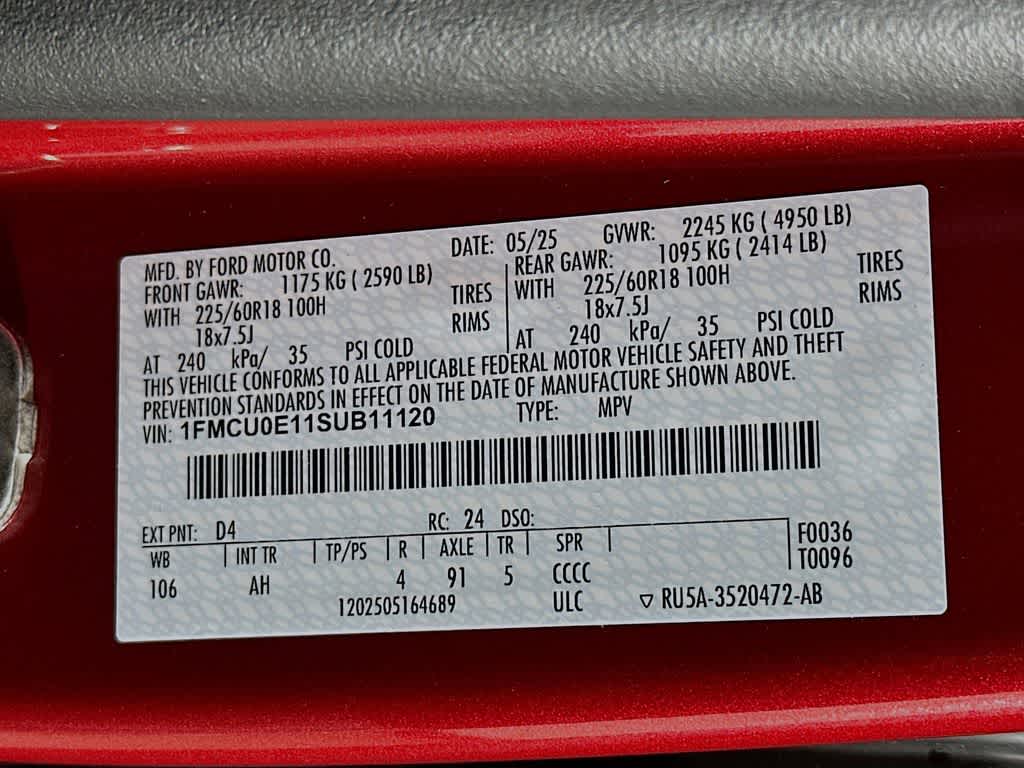 MFD. BY FORD MOTOR CO. DATE: 05/25 GVWR: 2245 KG ( 4950 LB)
FRONT GAWR: 1175 KG ( 2590 LB) REAR GAWR: 1095 KG ( 2414 LB)
WITH 225/60R18 100H TIRES WITH 225/60R18 100H TIRES
18x7.5J RIMS 18x7.5J RIMS
AT 240 kPa/ 35 PSI COLD AT 240 kPa/ 35 PSI COLD
THIS VEHICLE CONFORMS TO ALL APPLICABLE FEDERAL MOTOR VEHICLE SAFETY AND THEFT
PREVENTION STANDARDS IN EFFECT ON THE DATE OF MANUFACTURE SHOWN ABOVE.
VIN: 1FMCU0E11SUB11120 TYPE: MPV
EXT PNT: D4 RC: 24 DSO:
WB INT TR TP/PS R AXLE TR SPR F0036
106 AH 4 91 5 CCCC T0096
1202505164689 ULC ▽ RU5A-3520472-AB